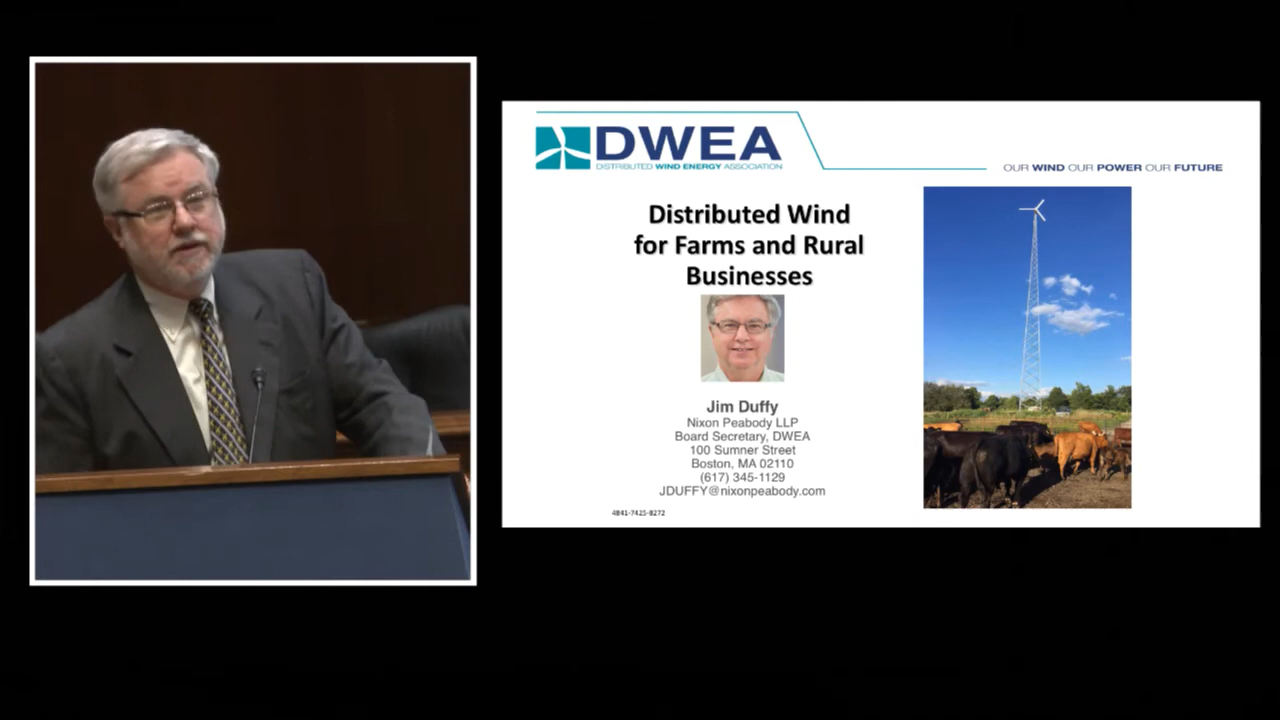 DWEA
DISTRIBUTED WIND ENERGY ASSOCIATION
OUR WIND OUR POWER OUR FUTURE
Distributed Wind
for Farms and Rural
Businesses
Jim Duffy
Nixon Peabody LLP
Board Secretary, DWEA
100 Sumner Street
Boston, MA 02110
(617) 345-1129
JDUFFY@nixonpeabody.com
4841-7425-8272